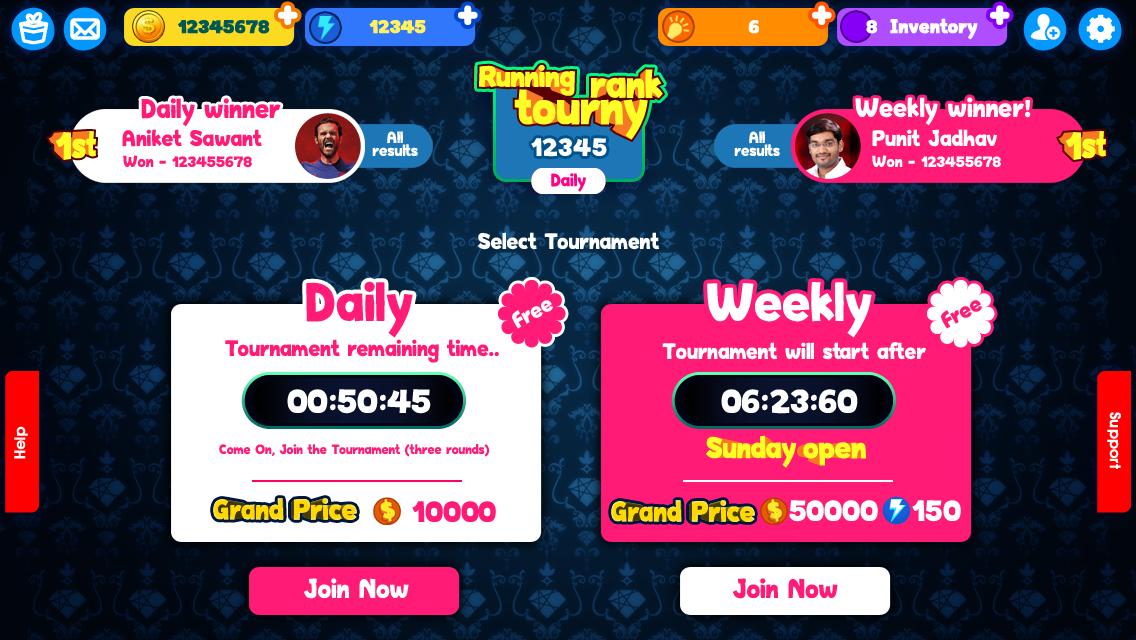 12345678
12345
6
8 Inventory
Running rank
tourny
12345
Daily
Daily winner
1st
Aniket Sawant
Won - 123455678
All
results
All
results
Weekly winner!
Punit Jadhav
Won - 123455678
1st
Select Tournament
Daily
Free
Tournament remaining time..
00:50:45
Come On, Join the Tournament (three rounds)
Grand Price $ 10000
Join Now
Weekly
Free
Tournament will start after
06:23:60
Sunday open
Grand Price $ 50000 150
Join Now
Help
Support